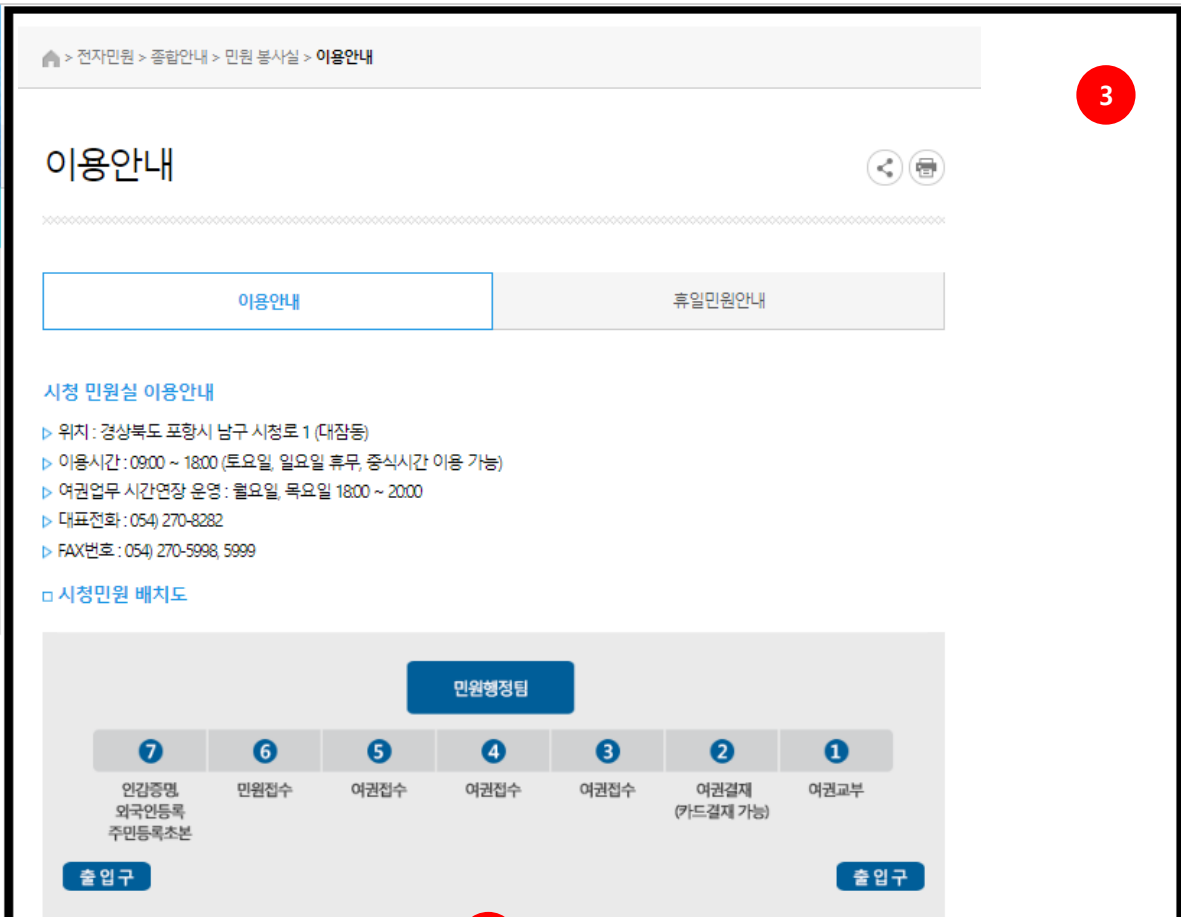 > 전자민원 > 종합안내 > 민원 봉사실 > 이용안내
3
이용안내
이용안내
휴일민원안내
시청 민원실 이용안내
▷ 위치 : 경상북도 포항시 남구 시청로 1 (대잠동)
▷ 이용시간 : 09:00 ~ 18:00 (토요일, 일요일 휴무, 중식시간 이용 가능)
▷ 여권업무 시간연장 운영 : 월요일, 목요일 18:00 ~ 20:00
▷ 대표전화 : 054) 270-8282
▷ FAX번호 : 054) 270-5998, 5999
□ 시청민원 배치도
민원행정팀
7 6 5 4 3 2 1
인감증명, 민원접수 여권접수 여권접수 여권접수 여권결재 여권교부
외국인등록 (카드결재 가능)
주민등록초본
출입구 출입구